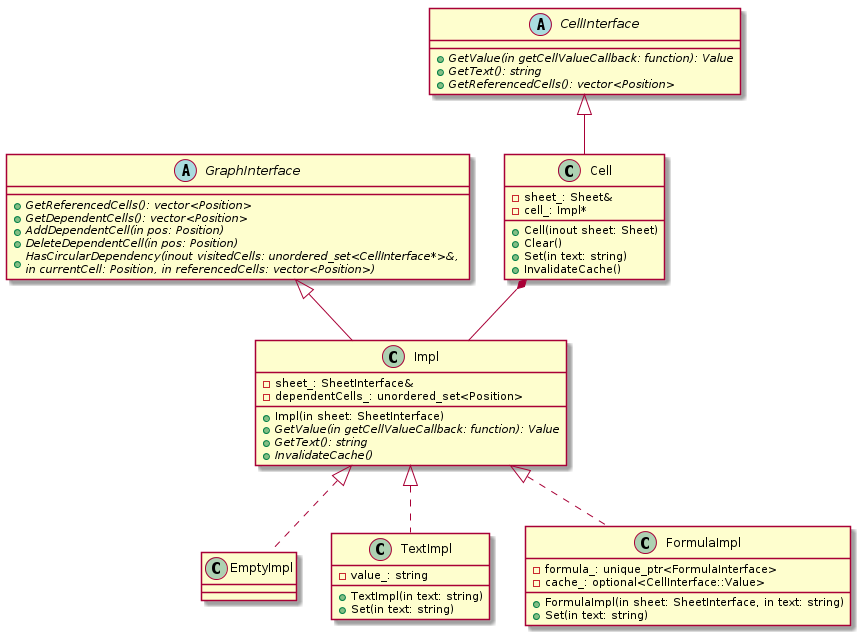 A CellInterface
GetValue(in getCellValueCallback: function): Value
GetText(): string
GetReferencedCells(): vector<Position>
A GraphInterface
GetReferencedCells(): vector<Position>
GetDependentCells(): vector<Position>
AddDependentCell(in pos: Position)
DeleteDependentCell(in pos: Position)
HasCircularDependency(inout visitedCells: unordered_set<CellInterface*>&,
in currentCell: Position, in referencedCells: vector<Position>)
C Cell
sheet_: Sheet&
cell_: Impl*
Cell(inout sheet: Sheet)
Clear()
Set(in text: string)
InvalidateCache()
C Impl
sheet_: SheetInterface&
dependentCells_: unordered_set<Position>
Impl(in sheet: SheetInterface)
GetValue(in getCellValueCallback: function): Value
GetText(): string
InvalidateCache()
C EmptyImpl
C TextImpl
value_: string
TextImpl(in text: string)
Set(in text: string)
C FormulaImpl
formula_: unique_ptr<FormulaInterface>
cache_: optional<CellInterface::Value>
FormulaImpl(in sheet: SheetInterface, in text: string)
Set(in text: string)